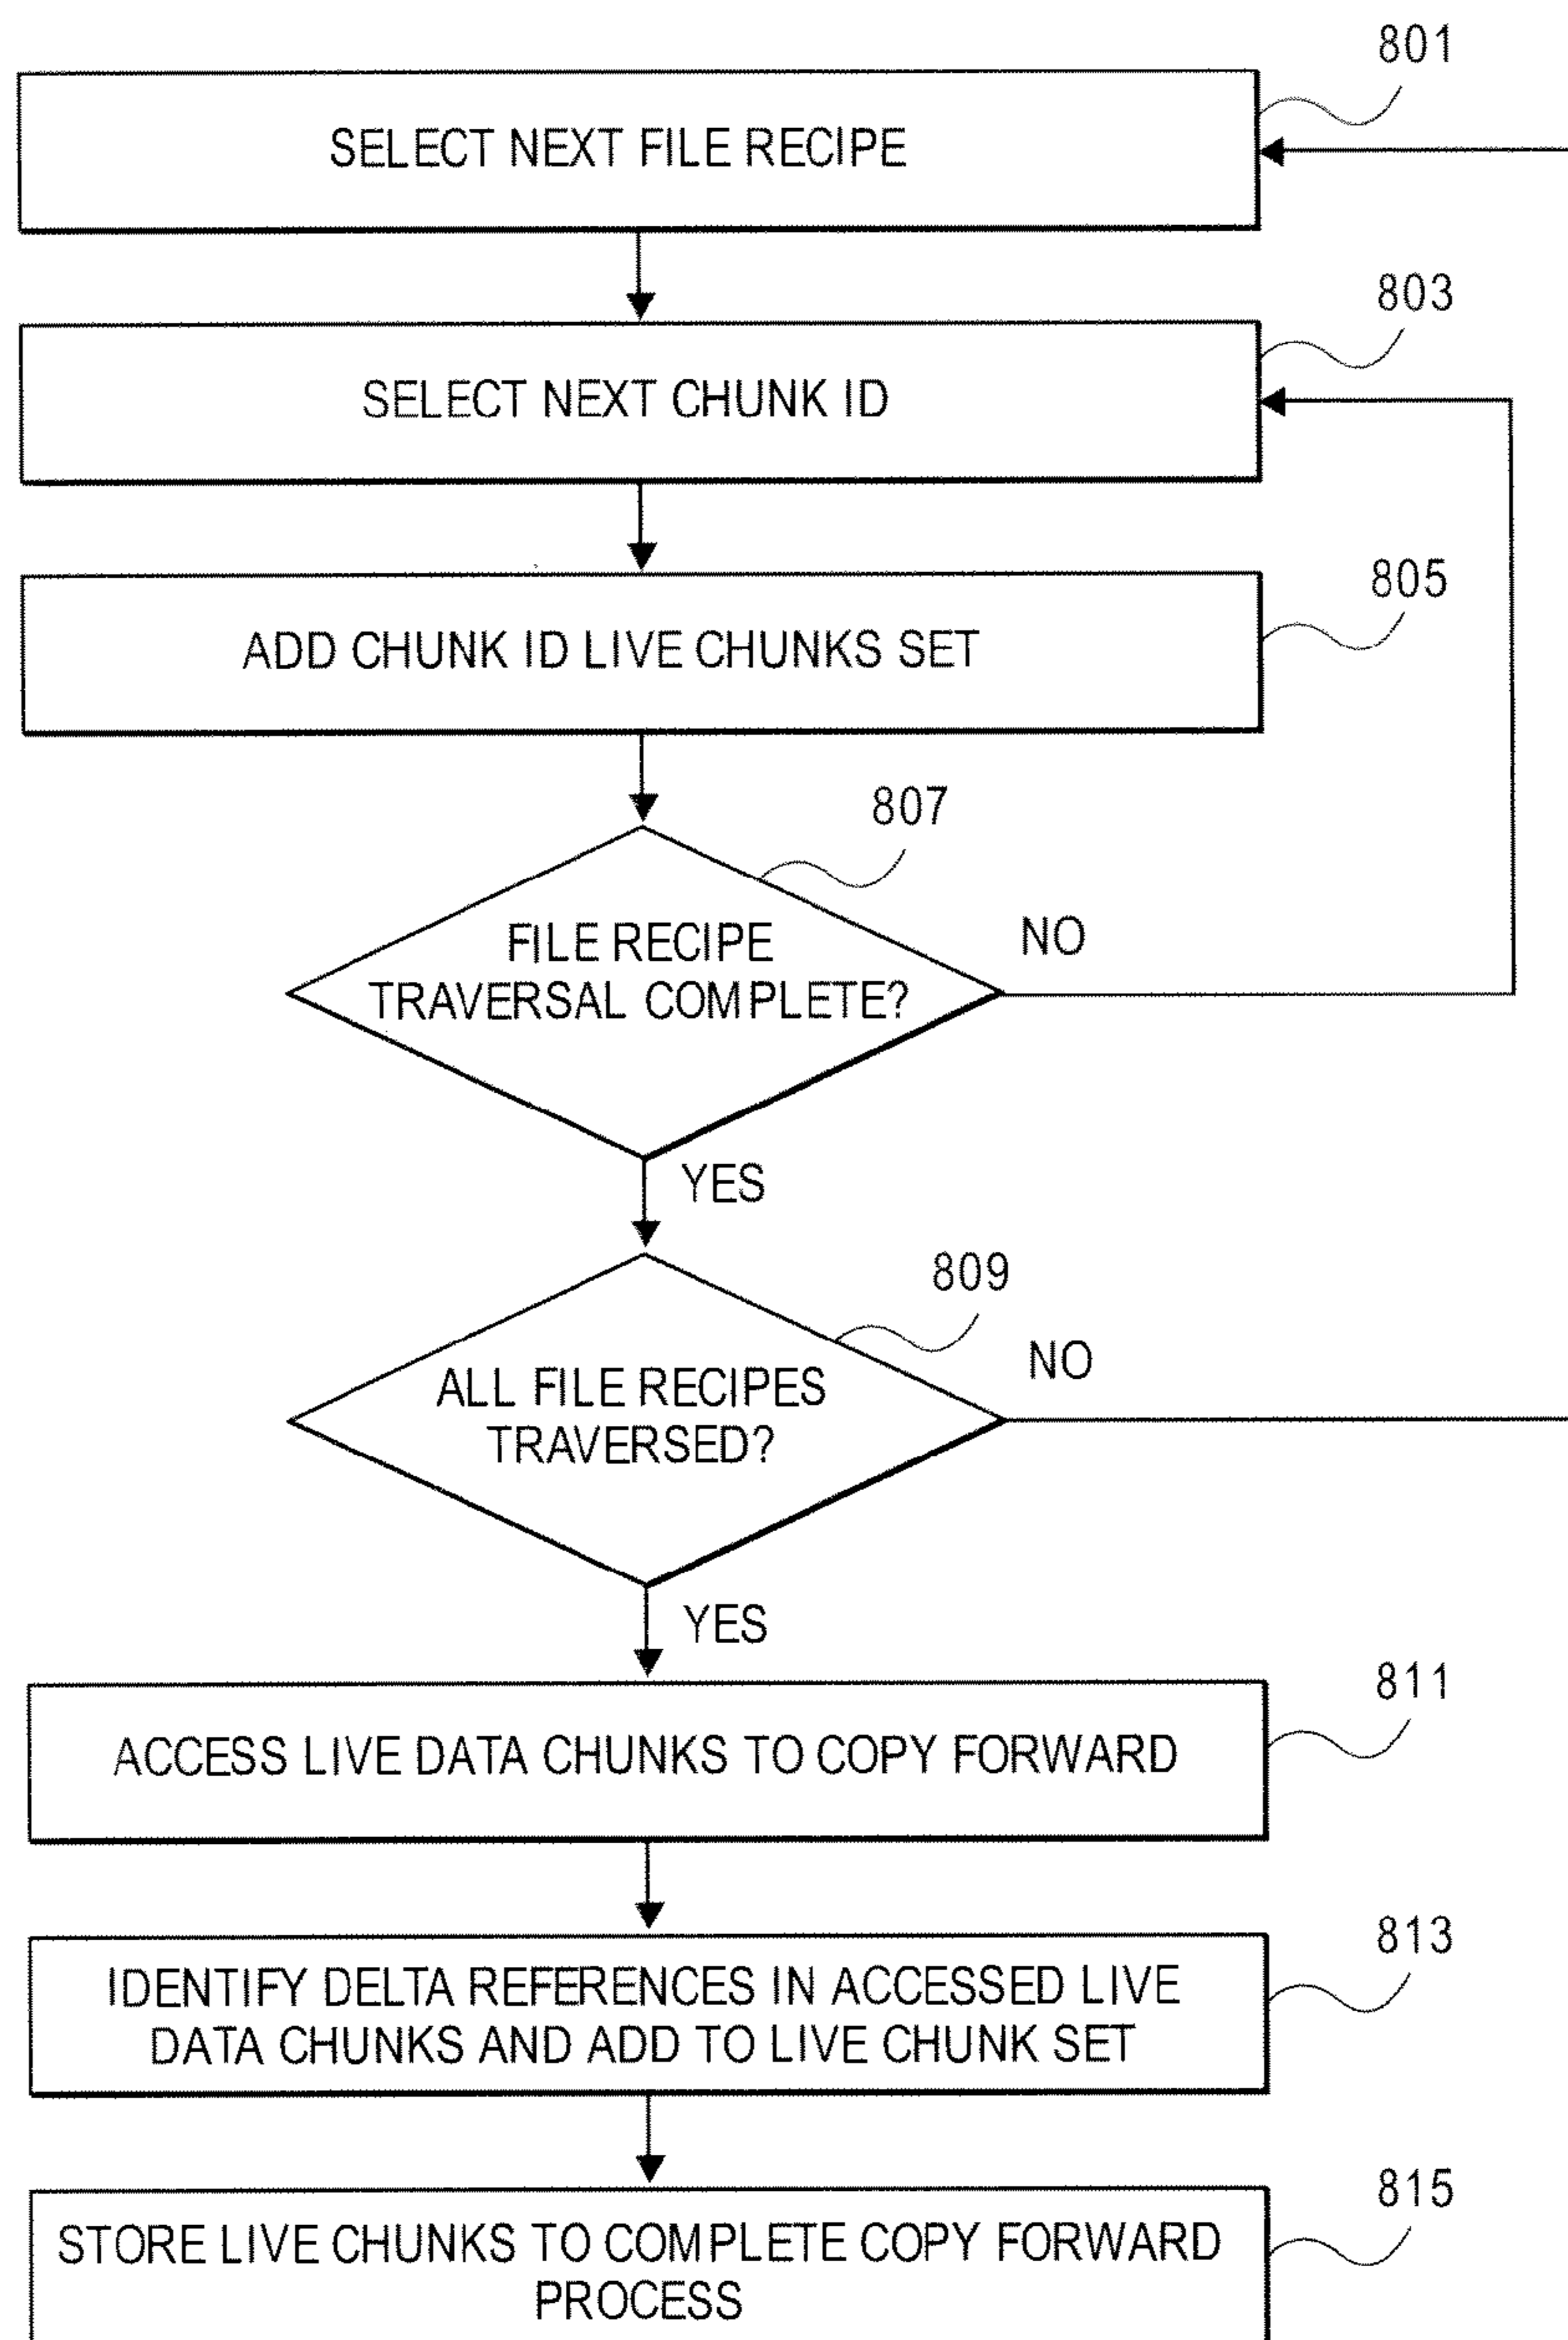 801
SELECT NEXT FILE RECIPE
803
SELECT NEXT CHUNK ID
805
ADD CHUNK ID LIVE CHUNKS SET
807
FILE RECIPE
TRAVERSAL COMPLETE?
NO
YES
809
ALL FILE RECIPES
TRAVERSED?
NO
YES
811
ACCESS LIVE DATA CHUNKS TO COPY FORWARD
813
IDENTIFY DELTA REFERENCES IN ACCESSED LIVE
DATA CHUNKS AND ADD TO LIVE CHUNK SET
815
STORE LIVE CHUNKS TO COMPLETE COPY FORWARD
PROCESS